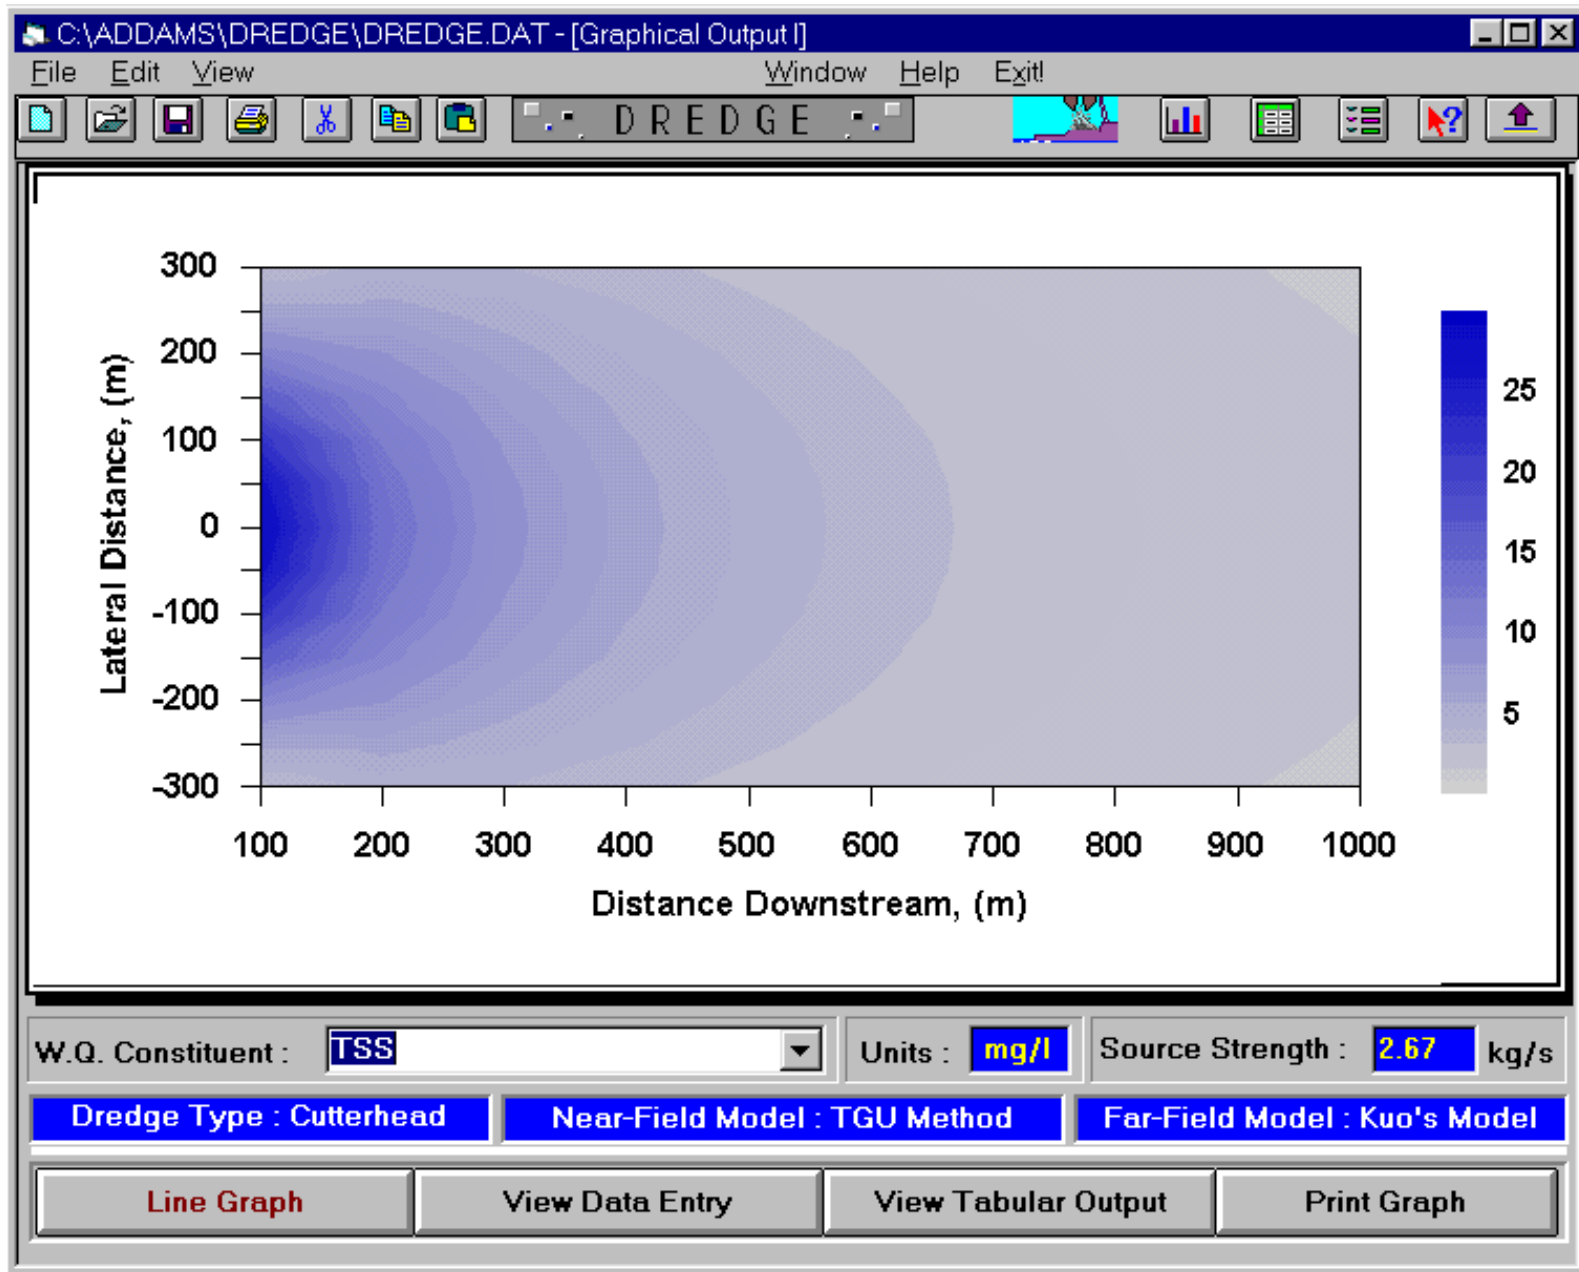 C:\ADDAMS\DREDGE\DREDGE.DAT - [Graphical Output I]
File Edit View Window Help Exit!
DREDGE
300
200
100
0
-100
-200
-300
Lateral Distance, (m)
100 200 300 400 500 600 700 800 900 1000
Distance Downstream, (m)
25
20
15
10
5
W.Q. Constituent : TSS Units : mg/l Source Strength : 2.67 kg/s
Dredge Type : Cutterhead Near-Field Model : TGU Method Far-Field Model : Kuo's Model
Line Graph View Data Entry View Tabular Output Print Graph